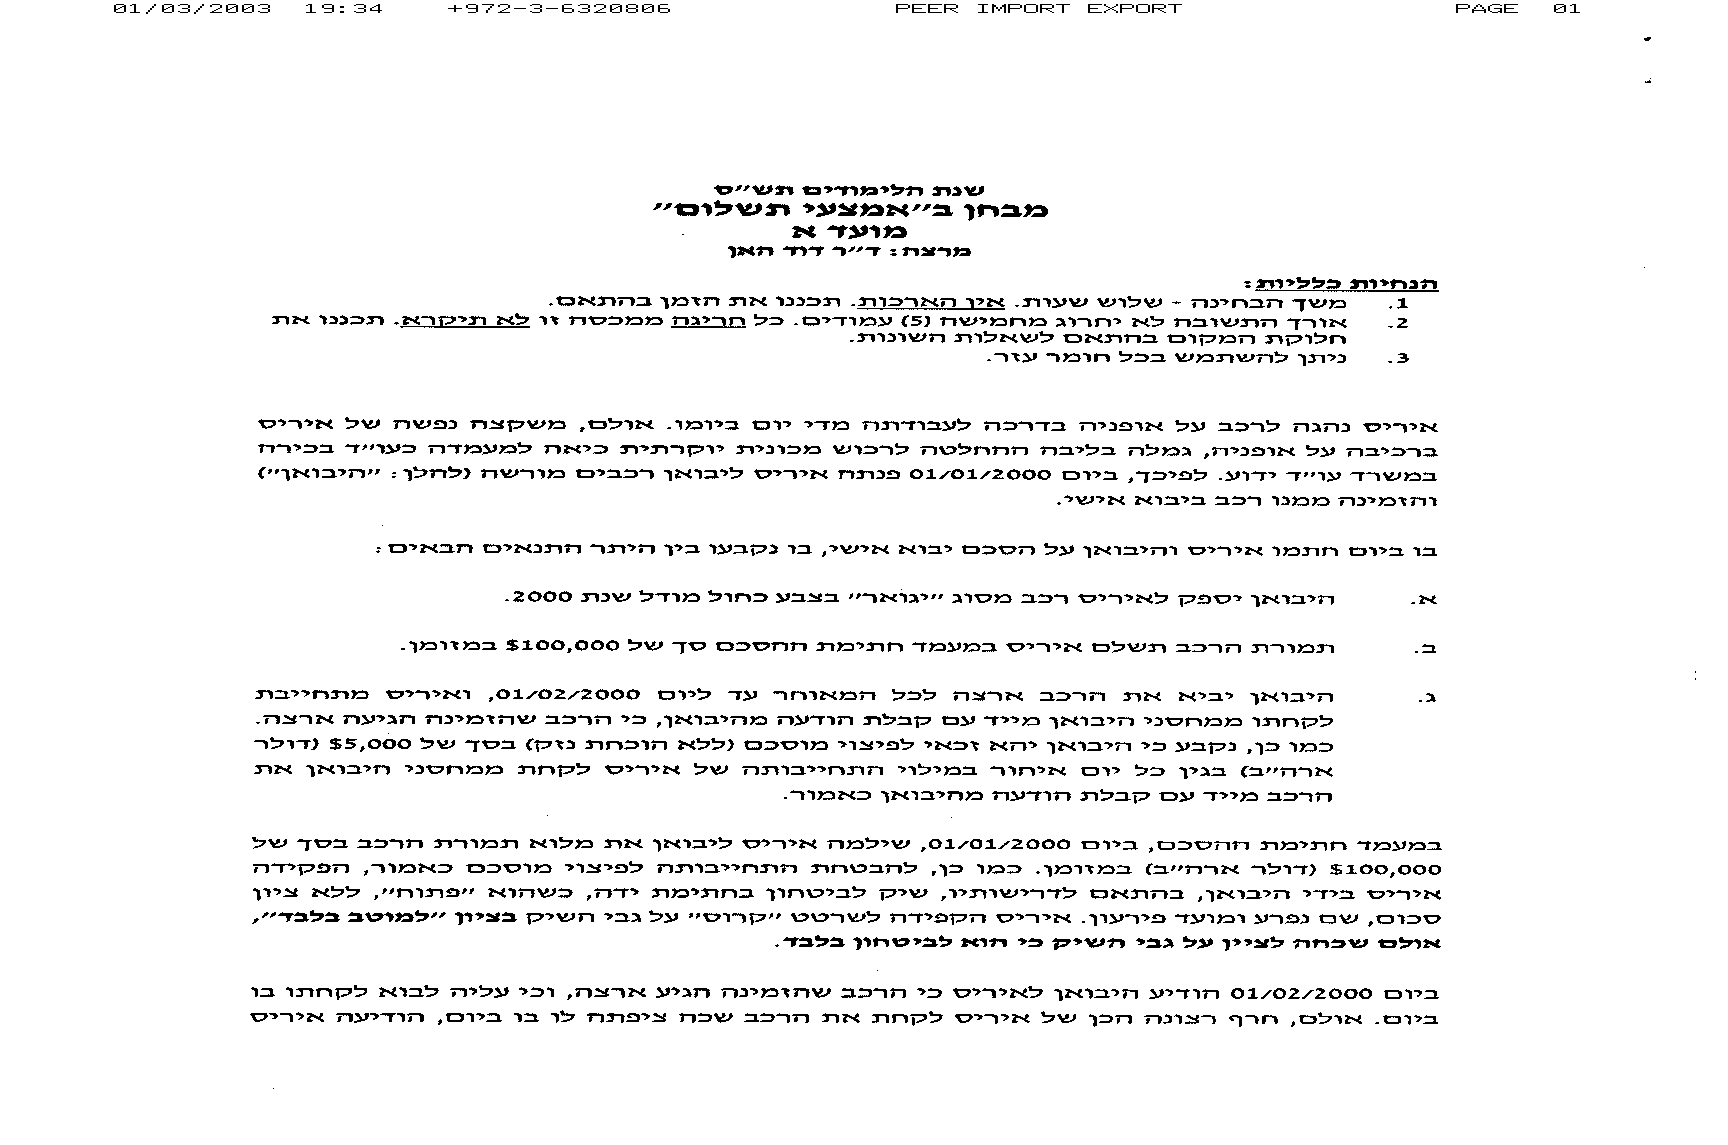 01/03/2003 19:34 +972-3-6320806 PEER IMPORT EXPORT PAGE 01
שנת הלימודים תש״ס
מבחן ב״אמצעי תשלום״
מועד א
מרצה: ד״ר דוד האן
הנחיות כלליות:
1. משך הבחינה - שלוש שעות. אין הארכות. תכננו את הזמן בהתאם.
2. אורך התשובה לא יחרוג מחמישה (5) עמודים. כל חריגה ממכסה זו לא תיקרא. תכננו את
חלוקת המקום בהתאם לשאלות השונות.
3. ניתן להשתמש בכל חומר עזר.
איריס נהגה לרכב על אופניה בדרכה לעבודתה מדי יום ביומו. אולם, משקצה נפשה של איריס
ברכיבה על אופניה, גמלה בליבה ההחלטה לרכוש מכונית יוקרתית כיאה למעמדה כעו״ד בכירה
במשרד עו״ד ידוע. לפיכך, ביום 01/01/2000 פנתה איריס ליבואן רכבים מורשה (להלן: ״היבואן״)
והזמינה ממנו רכב ביבוא אישי.
בו ביום חתמו איריס והיבואן על הסכם יבוא אישי, בו נקבעו בין היתר התנאים הבאים:
א. היבואן יספק לאיריס רכב מסוג ״יגואר״ בצבע כחול מודל שנת 2000.
ב. תמורת הרכב תשלם איריס במעמד חתימת ההסכם סך של $100,000 במזומן.
ג. היבואן יביא את הרכב ארצה לכל המאוחר עד ליום 01/02/2000, ואיריס מתחייבת
לקחתו ממחסני היבואן מייד עם קבלת הודעה מהיבואן, כי הרכב שהזמינה הגיעה ארצה.
כמו כן, נקבע כי היבואן יהא זכאי לפיצוי מוסכם (ללא הוכחת נזק) בסך של $5,000 (דולר
ארה״ב) בגין כל יום איחור במילוי התחייבותה של איריס לקחת ממחסני היבואן את
הרכב מייד עם קבלת הודעה מהיבואן כאמור.
במעמד חתימת ההסכם, ביום 01/01/2000, שילמה איריס ליבואן את מלוא תמורת הרכב בסך של
$100,000 (דולר ארה״ב) במזומן. כמו כן, להבטחת התחייבותה לפיצוי מוסכם כאמור, הפקידה
איריס בידי היבואן, בהתאם לדרישותיו, שיק לביטחון בחתימת ידה, כשהוא ״פתוח״, ללא ציון
סכום, שם נפרע ומועד פירעון. איריס הקפידה לשרטט ״קרוס״ על גבי השיק בציון ״למוטב בלבד״,
אולם שכחה לציין על גבי השיק כי הוא לביטחון בלבד.
ביום 01/02/2000 הודיע היבואן לאיריס כי הרכב שהזמינה הגיע ארצה, וכי עליה לבוא לקחתו בו
ביום. אולם, חרף רצונה הכן של איריס לקחת את הרכב שכה ציפתה לו בו ביום, הודיעה איריס